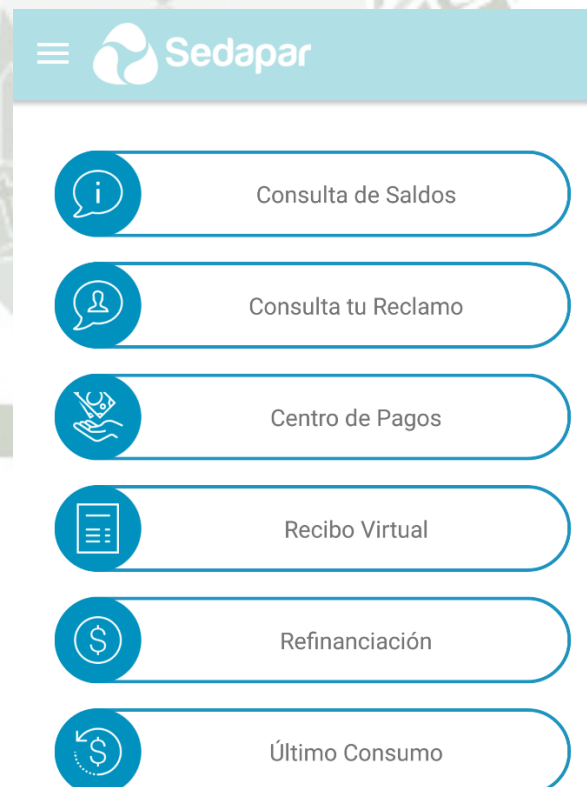 Sedapar
Consulta de Saldos
Consulta tu Reclamo
Centro de Pagos
Recibo Virtual
Refinanciación
Último Consumo